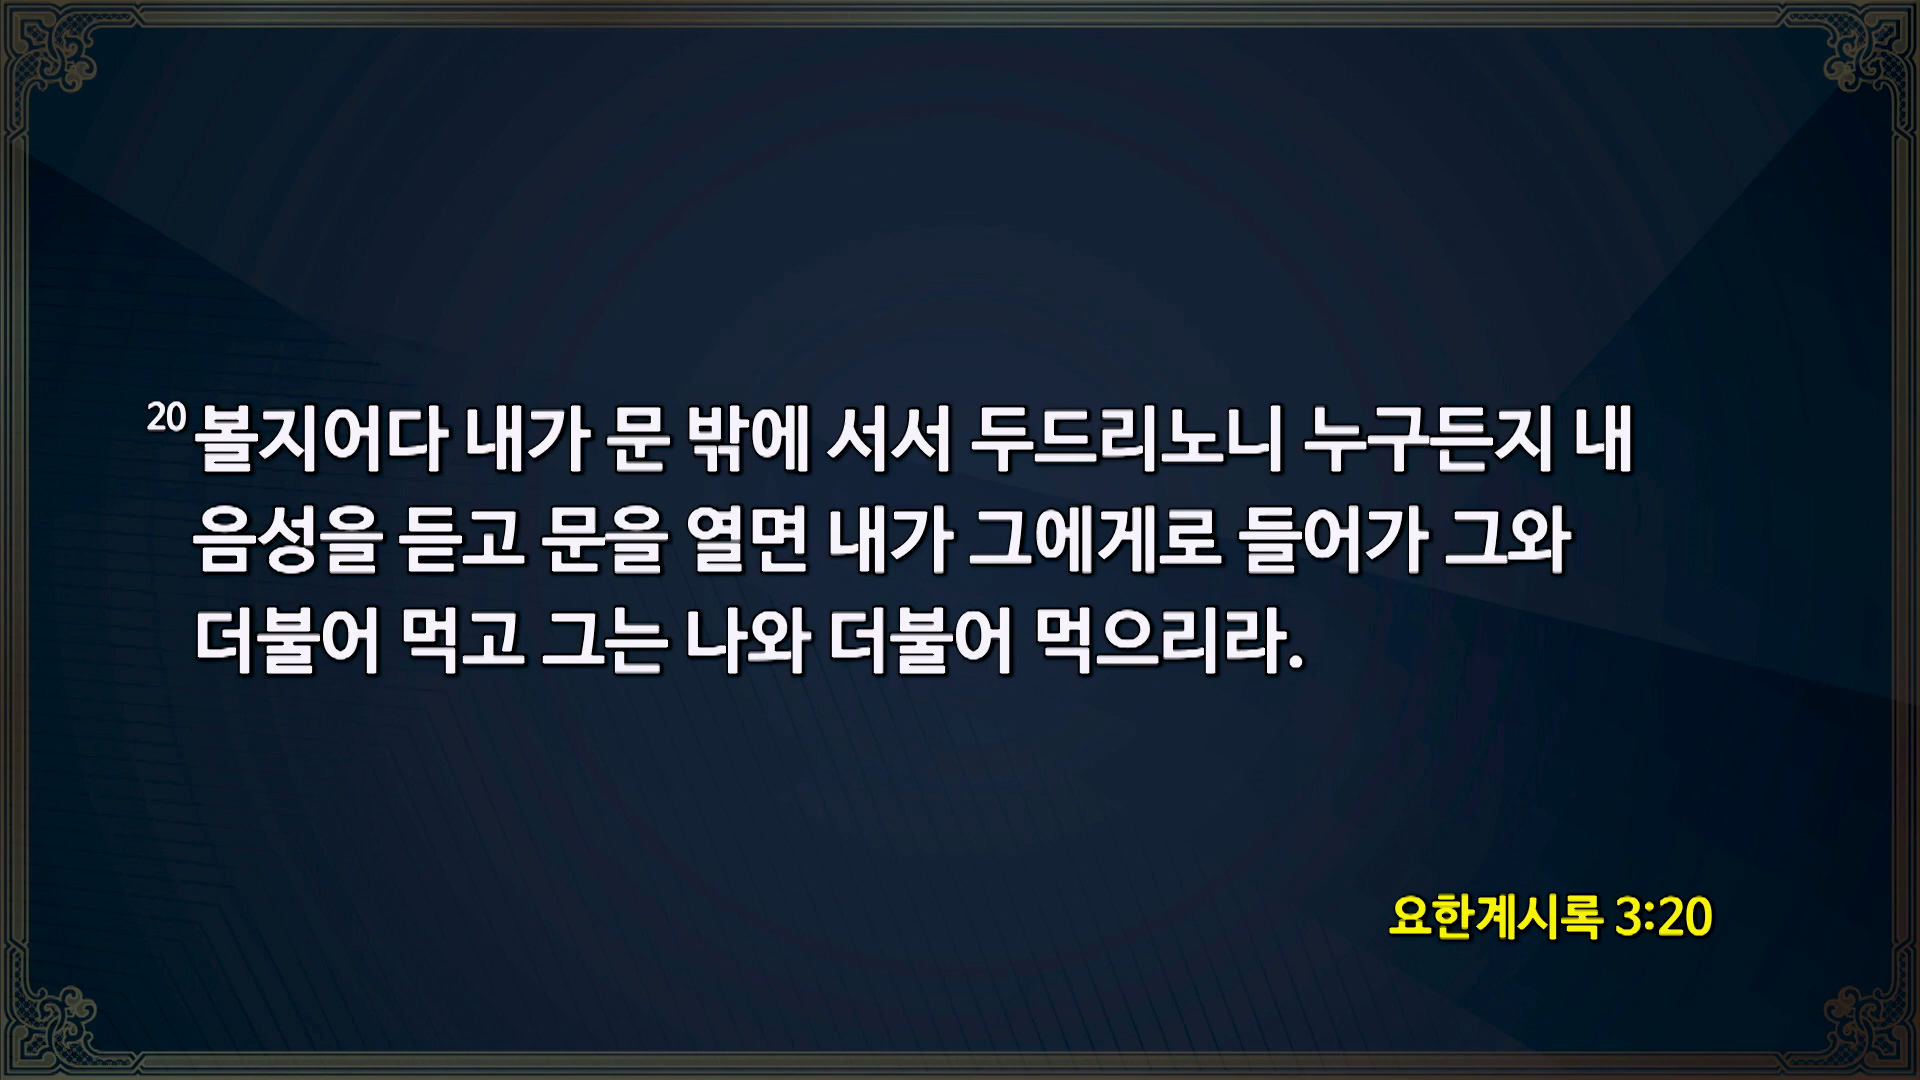 20 볼지어다 내가 문 밖에 서서 두드리노니 누구든지 내
음성을 듣고 문을 열면 내가 그에게로 들어가 그와
더불어 먹고 그는 나와 더불어 먹으리라.
요한계시록 3:20